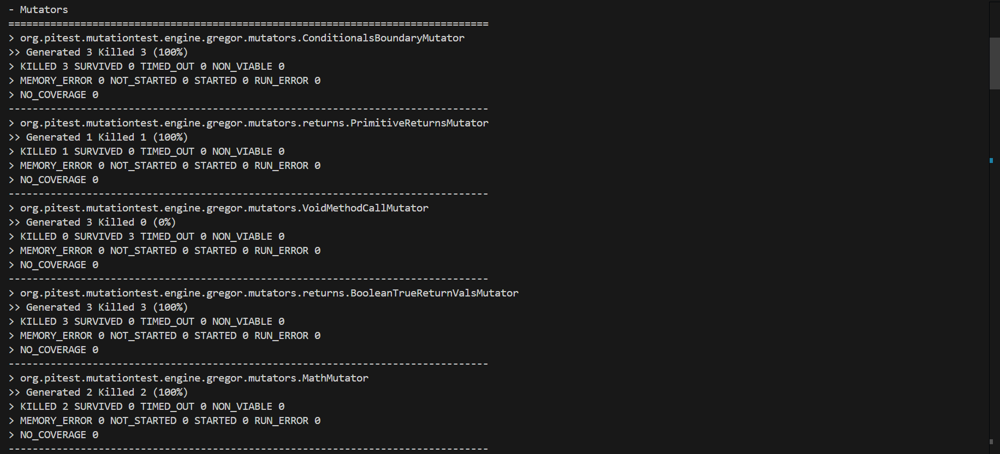 - Mutators
================================================================================
> org.pitest.mutationtest.engine.gregor.mutators.ConditionalsBoundaryMutator
>> Generated 3 Killed 3 (100%)
> KILLED 3 SURVIVED 0 TIMED_OUT 0 NON_VIABLE 0
> MEMORY_ERROR 0 NOT_STARTED 0 STARTED 0 RUN_ERROR 0
> NO_COVERAGE 0
--------------------------------------------------------------------------------
> org.pitest.mutationtest.engine.gregor.mutators.returns.PrimitiveReturnsMutator
>> Generated 1 Killed 1 (100%)
> KILLED 1 SURVIVED 0 TIMED_OUT 0 NON_VIABLE 0
> MEMORY_ERROR 0 NOT_STARTED 0 STARTED 0 RUN_ERROR 0
> NO_COVERAGE 0
--------------------------------------------------------------------------------
> org.pitest.mutationtest.engine.gregor.mutators.VoidMethodCallMutator
>> Generated 3 Killed 0 (0%)
> KILLED 0 SURVIVED 3 TIMED_OUT 0 NON_VIABLE 0
> MEMORY_ERROR 0 NOT_STARTED 0 STARTED 0 RUN_ERROR 0
> NO_COVERAGE 0
--------------------------------------------------------------------------------
> org.pitest.mutationtest.engine.gregor.mutators.returns.BooleanTrueReturnValsMutator
>> Generated 3 Killed 3 (100%)
> KILLED 3 SURVIVED 0 TIMED_OUT 0 NON_VIABLE 0
> MEMORY_ERROR 0 NOT_STARTED 0 STARTED 0 RUN_ERROR 0
> NO_COVERAGE 0
--------------------------------------------------------------------------------
> org.pitest.mutationtest.engine.gregor.mutators.MathMutator
>> Generated 2 Killed 2 (100%)
> KILLED 2 SURVIVED 0 TIMED_OUT 0 NON_VIABLE 0
> MEMORY_ERROR 0 NOT_STARTED 0 STARTED 0 RUN_ERROR 0
> NO_COVERAGE 0
--------------------------------------------------------------------------------